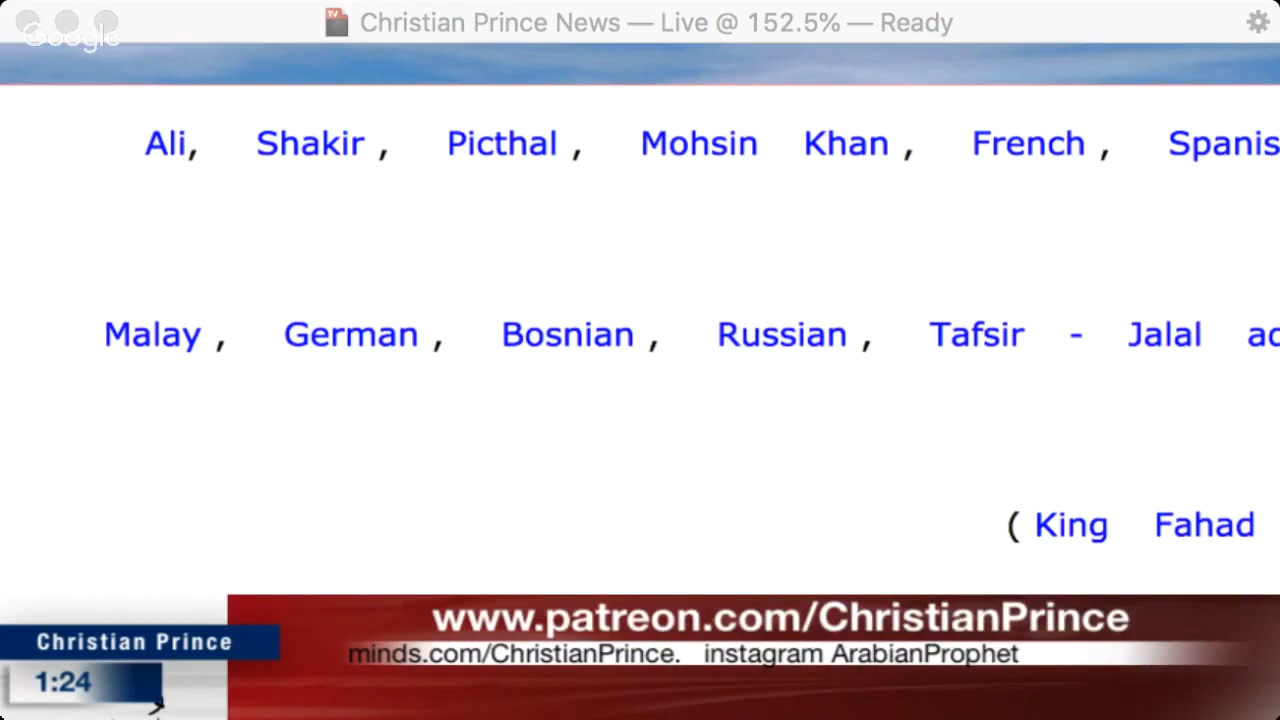 Christian Prince News — Live @ 152.5% — Ready
Google
Ali, Shakir , Picthal , Mohsin Khan , French , Spanis
Malay , German , Bosnian , Russian , Tafsir - Jalal ad
( King Fahad
www.patreon.com/ChristianPrince
Christian Prince
minds.com/ChristianPrince. instagram ArabianProphet
1:24